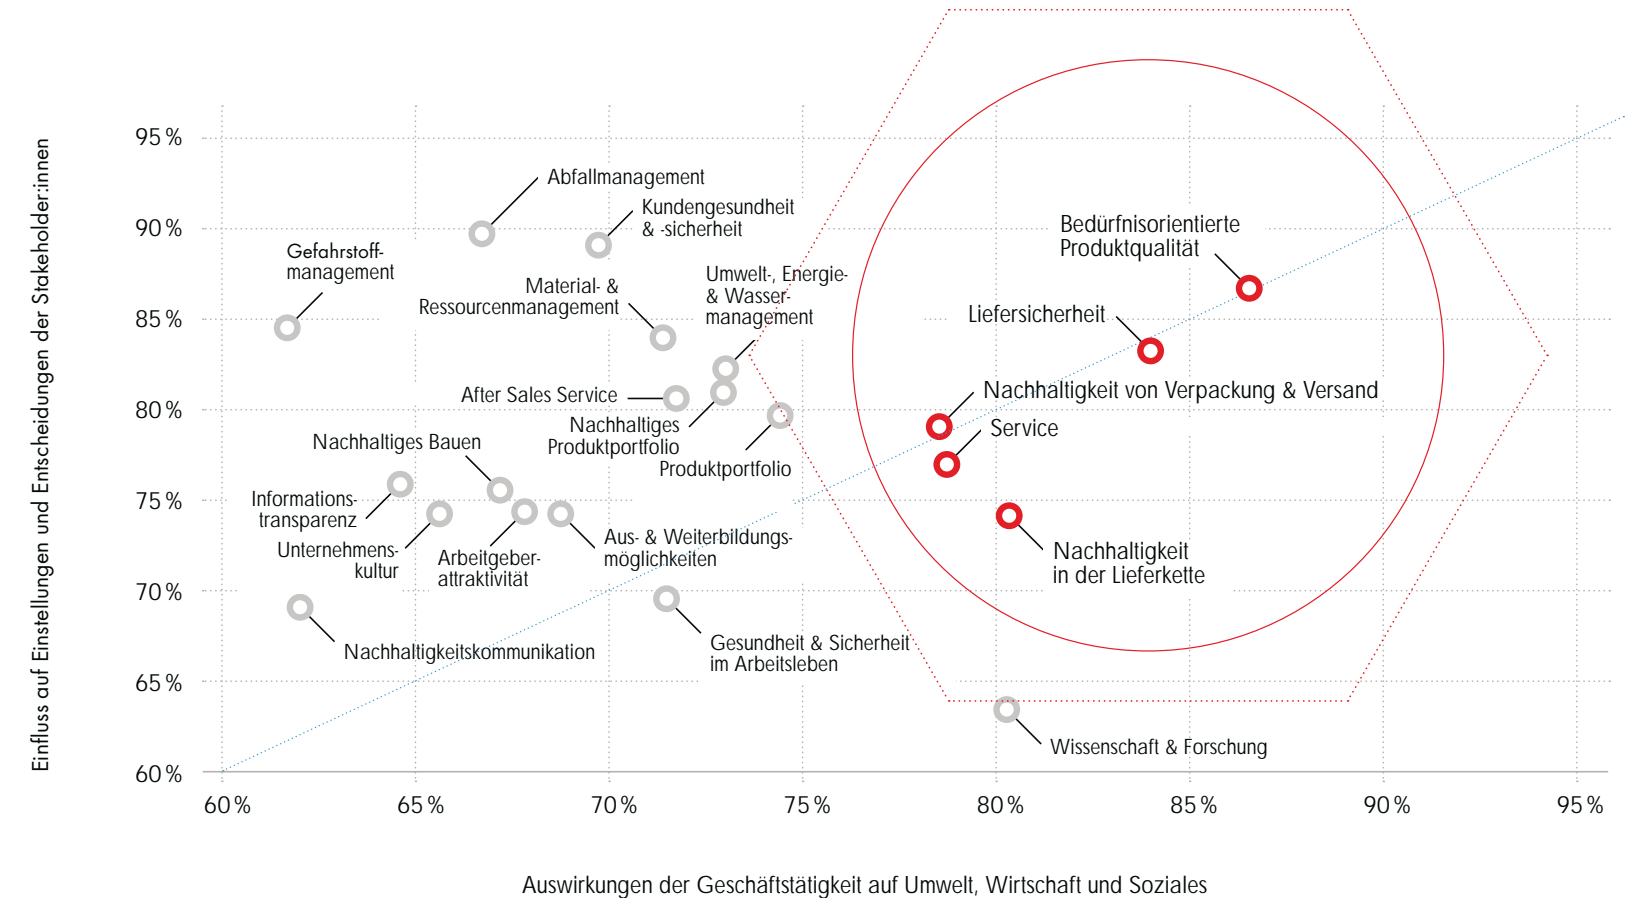 Einfluss auf Einstellungen und Entscheidungen der Stakeholder:innen
95 %
90 %
85 %
80 %
75 %
70 %
65 %
60 %
Abfallmanagement
Kundengesundheit
& -sicherheit
Gefahrstoff-
management
Material- &
Ressourcenmanagement
Umwelt-, Energie-
& Wasser-
management
After Sales Service
Nachhaltiges
Produktportfolio
Produktportfolio
Nachhaltiges Bauen
Informations-
transparenz
Unternehmens-
kultur
Arbeitgeber-
attraktivität
Aus- & Weiterbildungs-
möglichkeiten
Nachhaltigkeitskommunikation
Gesundheit & Sicherheit
im Arbeitsleben
Bedürfnisorientierte
Produktqualität
Liefersicherheit
Nachhaltigkeit von Verpackung & Versand
Service
Nachhaltigkeit
in der Lieferkette
Wissenschaft & Forschung
60 %
65 %
70 %
75 %
80 %
85 %
90 %
95 %
Auswirkungen der Geschäftstätigkeit auf Umwelt, Wirtschaft und Soziales